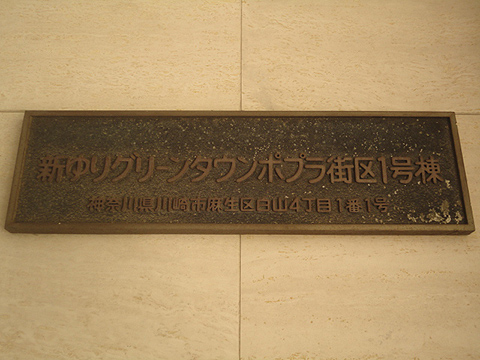 新ゆりグリーンタウンポプラ街区1号棟
神奈川県川崎市麻生区白山4丁目1番1号